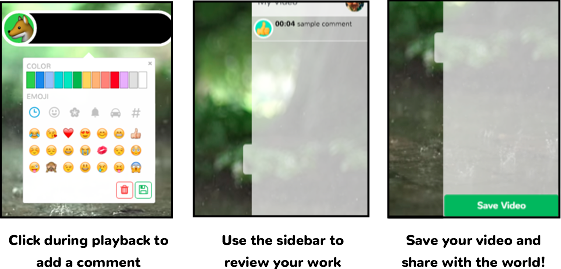 COLOR
EMOJI
Click during playback to
add a comment
My Video
00:04 sample comment
Use the sidebar to
review your work
Save Video
Save your video and
share with the world!